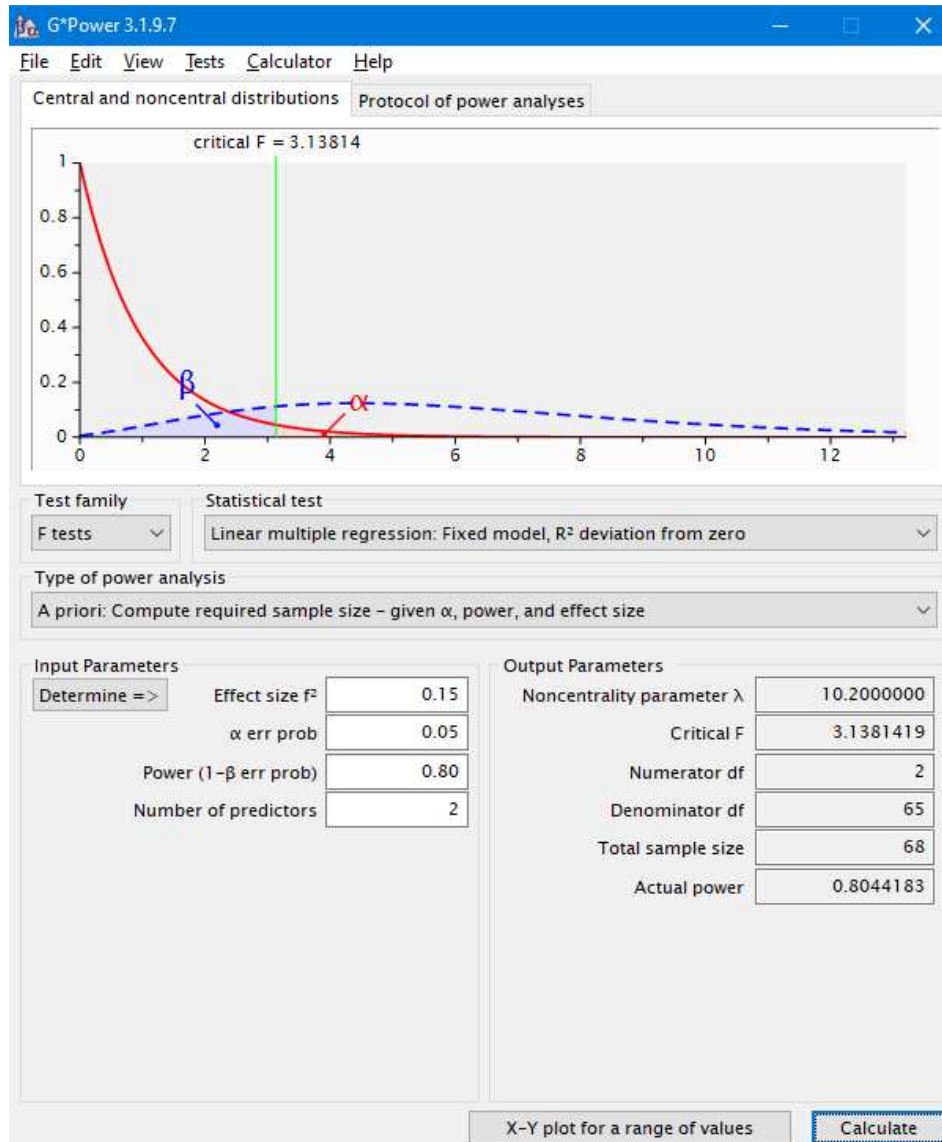 G*Power 3.1.9.7
File Edit View Tests Calculator Help
Central and noncentral distributions Protocol of power analyses
critical F = 3.13814
1
0.8
0.6
0.4
0.2
0
β
α
0 2 4 6 8 10 12
Test family Statistical test
F tests Linear multiple regression: Fixed model, R² deviation from zero
Type of power analysis
A priori: Compute required sample size – given α, power, and effect size
Input Parameters Output Parameters
Determine => Effect size f² 0.15 Noncentrality parameter λ 10.2000000
α err prob 0.05 Critical F 3.1381419
Power (1-β err prob) 0.80 Numerator df 2
Number of predictors 2 Denominator df 65
Total sample size 68
Actual power 0.8044183
X-Y plot for a range of values Calculate